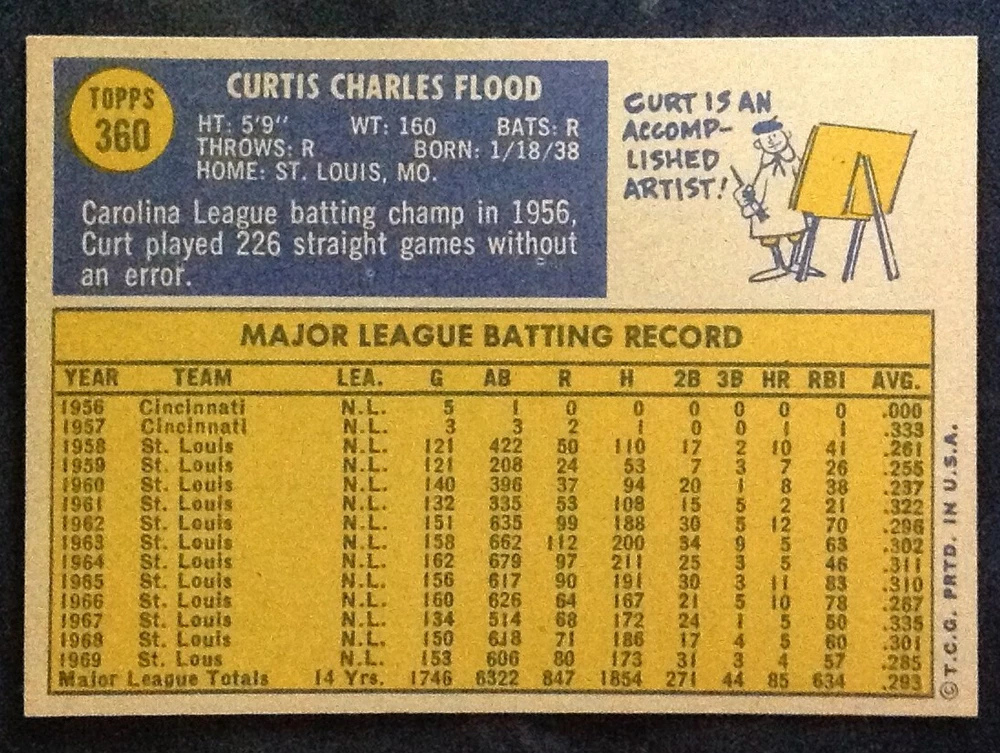 TOPPS
360
CURTIS CHARLES FLOOD
HT: 5'9" WT: 160 BATS: R
THROWS: R BORN: 1/18/38
HOME: ST. LOUIS, MO.
Carolina League batting champ in 1956,
Curt played 226 straight games without
an error.
CURT IS AN
ACCOMP-
LISHED
ARTIST!
MAJOR LEAGUE BATTING RECORD
YEAR TEAM LEA. G AB R H 2B 3B HR RBI AVG.
1956 Cincinnati N.L. 5 1 0 0 0 0 0 0 .000
1957 Cincinnati N.L. 3 3 2 1 0 0 1 1 .333
1958 St. Louis N.L. 121 422 50 110 17 2 10 41 .261
1959 St. Louis N.L. 121 208 24 53 7 3 7 26 .255
1960 St. Louis N.L. 140 396 37 94 20 1 8 38 .237
1961 St. Louis N.L. 132 335 53 108 15 5 2 21 .322
1962 St. Louis N.L. 151 635 99 188 30 5 12 70 .296
1963 St. Louis N.L. 158 662 112 200 34 9 5 63 .302
1964 St. Louis N.L. 162 679 97 211 25 3 5 46 .311
1965 St. Louis N.L. 156 617 90 191 30 3 11 83 .310
1966 St. Louis N.L. 160 626 64 167 21 5 10 78 .267
1967 St. Louis N.L. 134 514 68 172 24 1 5 50 .335
1968 St. Louis N.L. 150 618 71 186 17 4 5 60 .301
1969 St. Lous N.L. 153 606 80 173 31 3 4 57 .285
Major League Totals 14 Yrs. 1746 6322 847 1854 271 44 85 634 .293
© T.C.G. PRTD. IN U.S.A.